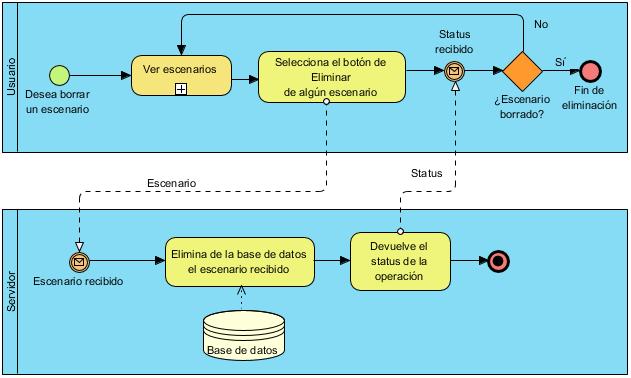 Usuario
Desea borrar
un escenario
Ver escenarios
Selecciona el botón de
Eliminar
de algún escenario
Status
recibido
No
¿Escenario
borrado?
Sí
Fin de
eliminación
Escenario
Status
Servidor
Escenario recibido
Elimina de la base de datos
el escenario recibido
Devuelve el
status de la
operación
Base de datos